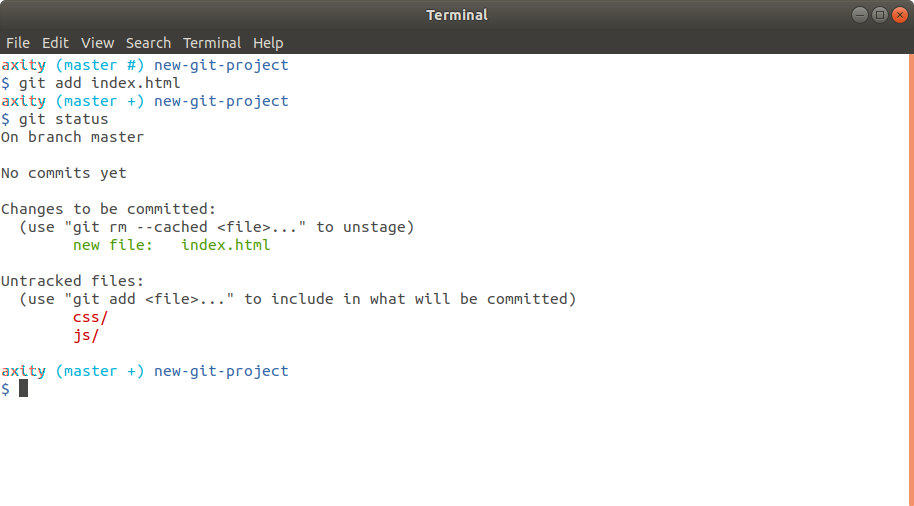 Terminal
File Edit View Search Terminal Help
axity (master #) new-git-project
$ git add index.html
axity (master +) new-git-project
$ git status
On branch master
No commits yet
Changes to be committed:
(use "git rm --cached <file>..." to unstage)
new file: index.html
Untracked files:
(use "git add <file>..." to include in what will be committed)
css/
js/
axity (master +) new-git-project
$